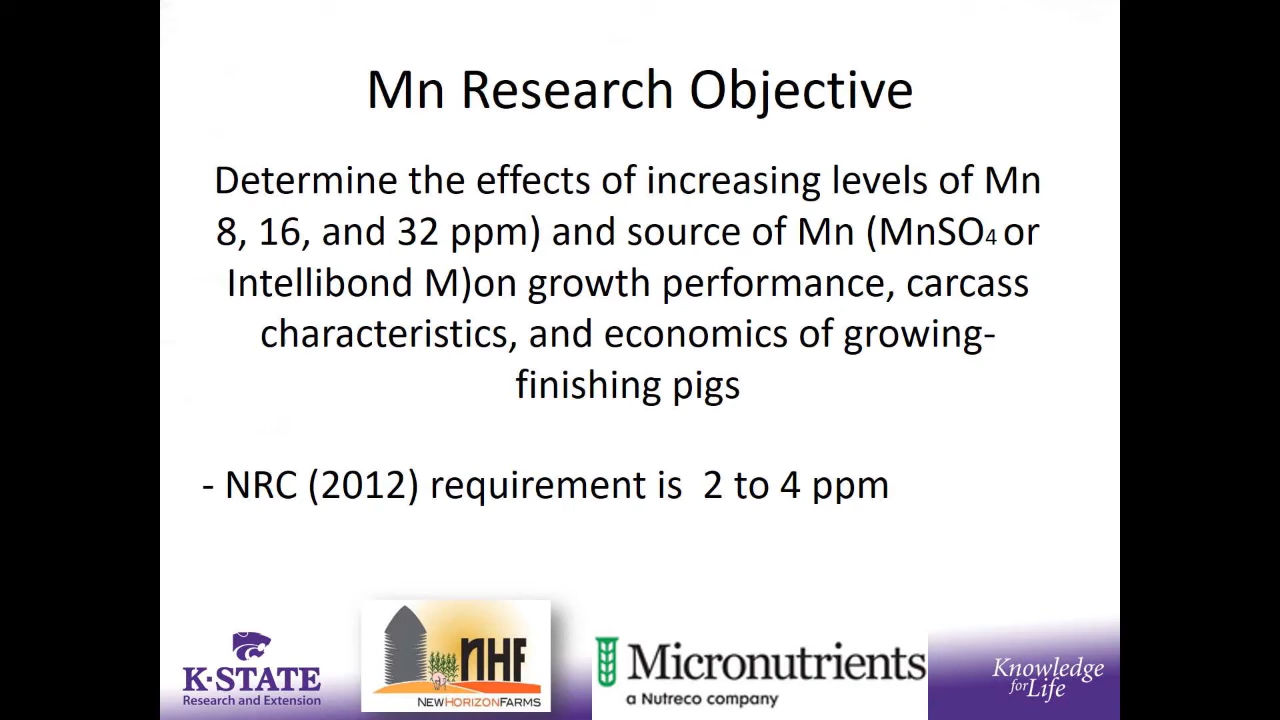 Mn Research Objective
Determine the effects of increasing levels of Mn
8, 16, and 32 ppm) and source of Mn (MnSO4 or
Intellibond M)on growth performance, carcass
characteristics, and economics of growing-
finishing pigs
- NRC (2012) requirement is  2 to 4 ppm
K-STATE
Research and Extension
NHF
NEWHORIZONFARMS
Micronutrients
a Nutreco company
Knowledge
for Life